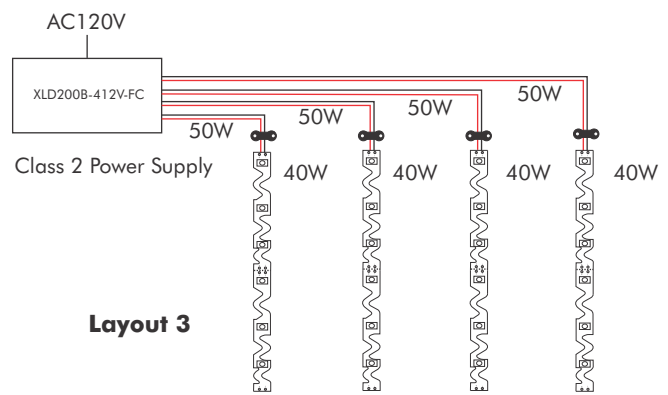 AC120V
XLD200B-412V-FC
50W
50W
50W
50W
Class 2 Power Supply
40W
40W
40W
40W
Layout 3